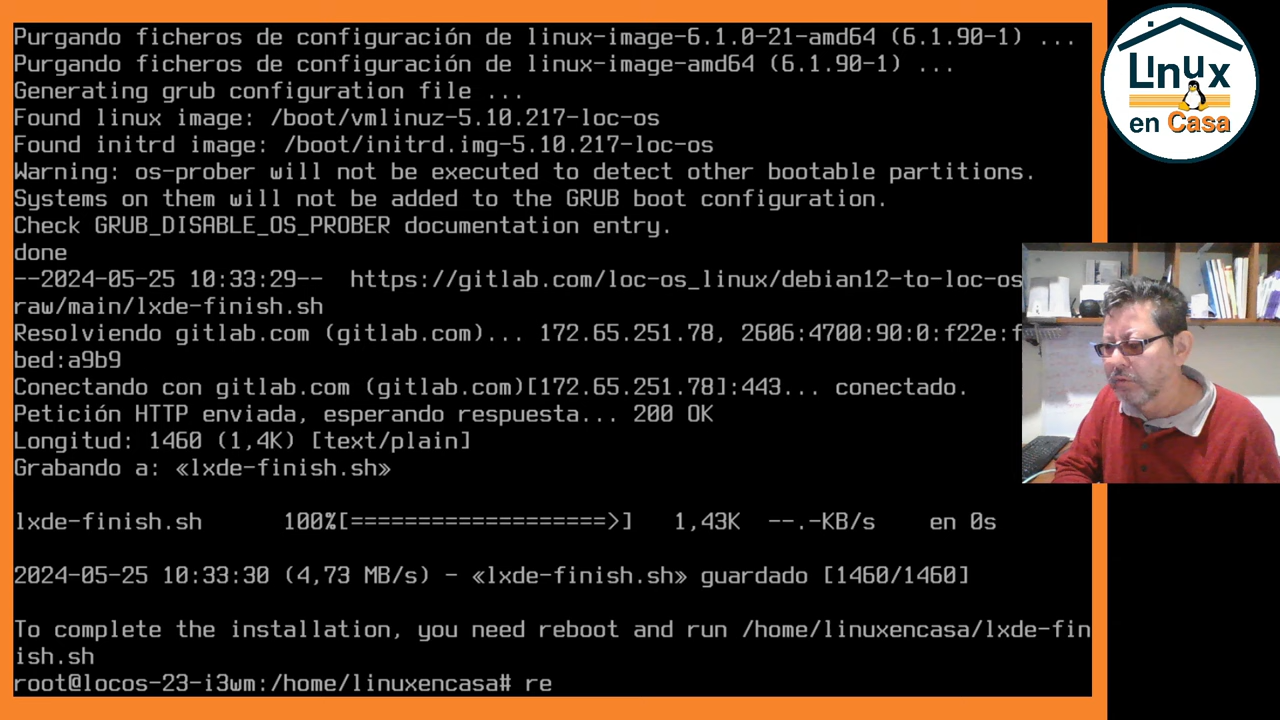 Purgando ficheros de configuración de linux-image-6.1.0-21-amd64 (6.1.90-1) ...
Purgando ficheros de configuración de linux-image-amd64 (6.1.90-1) ...
Generating grub configuration file ...
Found linux image: /boot/vmlinuz-5.10.217-loc-os
Found initrd image: /boot/initrd.img-5.10.217-loc-os
Warning: os-prober will not be executed to detect other bootable partitions.
Systems on them will not be added to the GRUB boot configuration.
Check GRUB_DISABLE_OS_PROBER documentation entry.
done
--2024-05-25 10:33:29--  https://gitlab.com/loc-os_linux/debian12-to-loc-os
raw/main/lxde-finish.sh
Resolviendo gitlab.com (gitlab.com)... 172.65.251.78, 2606:4700:90:0:f22e:f
bed:a9b9
Conectando con gitlab.com (gitlab.com)[172.65.251.78]:443... conectado.
Petición HTTP enviada, esperando respuesta... 200 OK
Longitud: 1460 (1,4K) [text/plain]
Grabando a: «lxde-finish.sh»
lxde-finish.sh      100%[===================>]   1,43K  --.-KB/s    en 0s
2024-05-25 10:33:30 (4,73 MB/s) - «lxde-finish.sh» guardado [1460/1460]
To complete the installation, you need reboot and run /home/linuxencasa/lxde-fin
ish.sh
root@locos-23-i3wm:/home/linuxencasa# re
Linux
en Casa